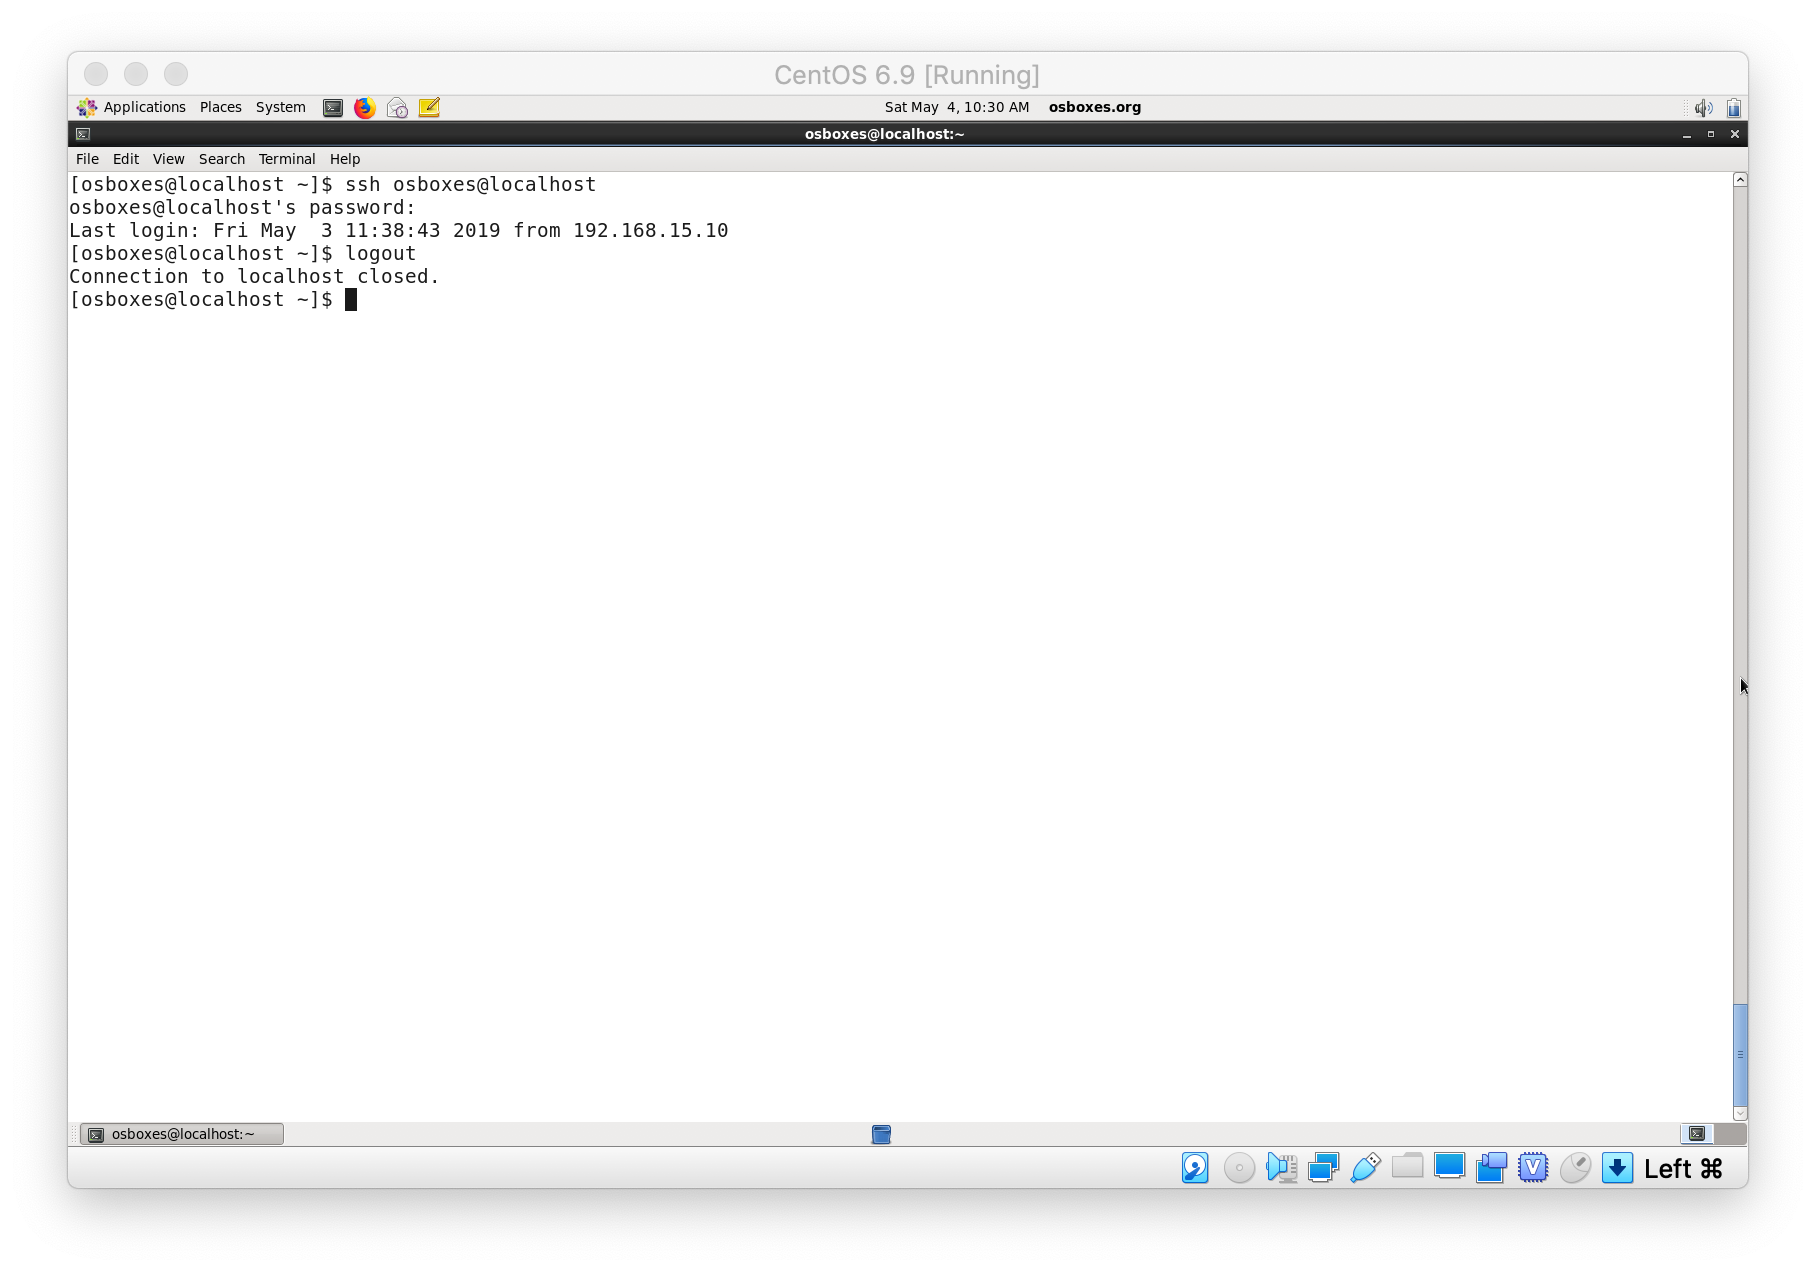 CentOS 6.9 [Running]
Applications Places System Sat May 4, 10:30 AM osboxes.org
osboxes@localhost:~
File Edit View Search Terminal Help
[osboxes@localhost ~]$ ssh osboxes@localhost
osboxes@localhost's password:
Last login: Fri May  3 11:38:43 2019 from 192.168.15.10
[osboxes@localhost ~]$ logout
Connection to localhost closed.
[osboxes@localhost ~]$
osboxes@localhost:~
Left ⌘